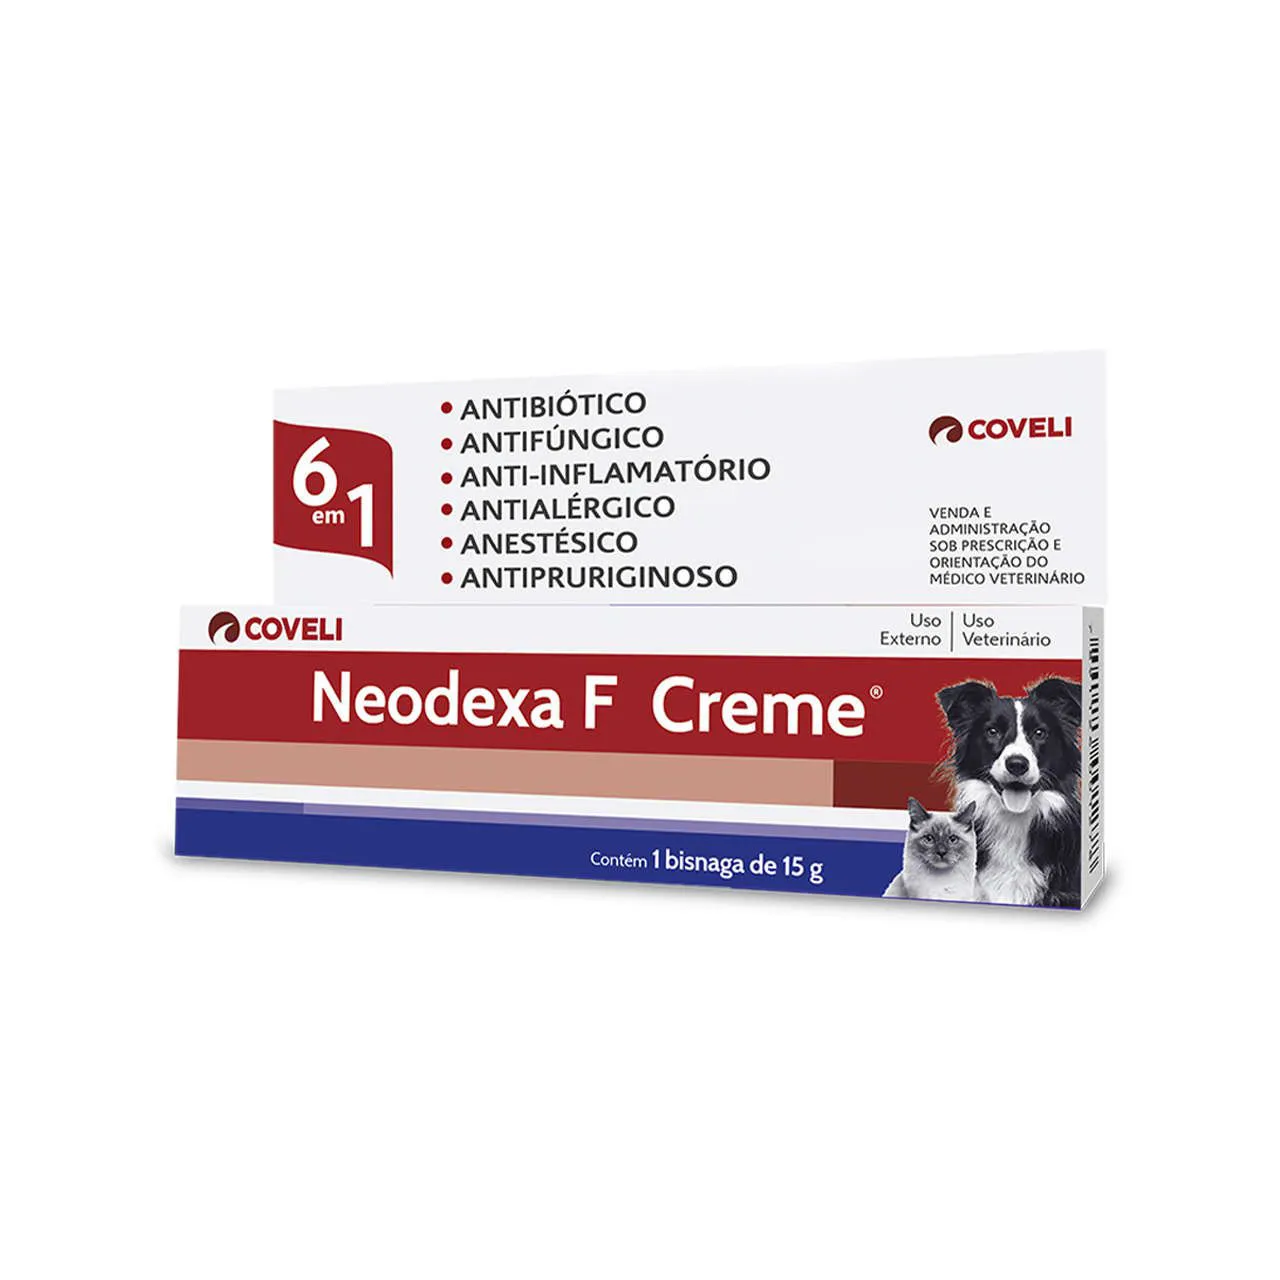 6
em 1
• ANTIBIÓTICO
• ANTIFÚNGICO
• ANTI-INFLAMATÓRIO
• ANTIALÉRGICO
• ANESTÉSICO
• ANTIPRURIGINOSO
COVELI
VENDA E
ADMINISTRAÇÃO
SOB PRESCRIÇÃO E
ORIENTAÇÃO DO
MÉDICO VETERINÁRIO
COVELI
Uso Externo
Uso Veterinário
Neodexa F Creme®
Contém 1 bisnaga de 15 g